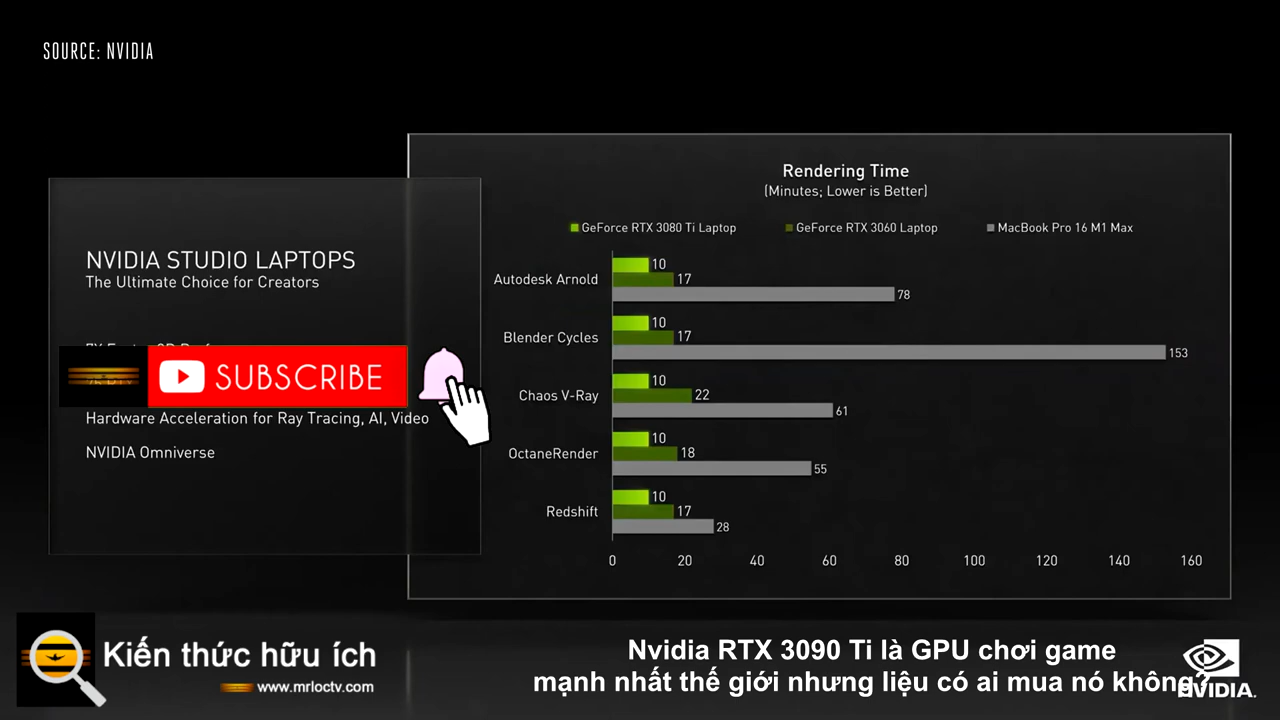 SOURCE: NVIDIA
NVIDIA STUDIO LAPTOPS
The Ultimate Choice for Creators
SUBSCRIBE
Hardware Acceleration for Ray Tracing, AI, Video
NVIDIA Omniverse
Rendering Time
(Minutes; Lower is Better)
GeForce RTX 3080 Ti Laptop GeForce RTX 3060 Laptop MacBook Pro 16 M1 Max
Autodesk Arnold 10 17 78
Blender Cycles 10 17 153
Chaos V-Ray 10 22 61
OctaneRender 10 18 55
Redshift 10 17 28
0 20 40 60 80 100 120 140 160
Kiến thức hữu ích
www.mrloctv.com
Nvidia RTX 3090 Ti là GPU chơi game
mạnh nhất thế giới nhưng liệu có ai mua nó không?
NVIDIA.